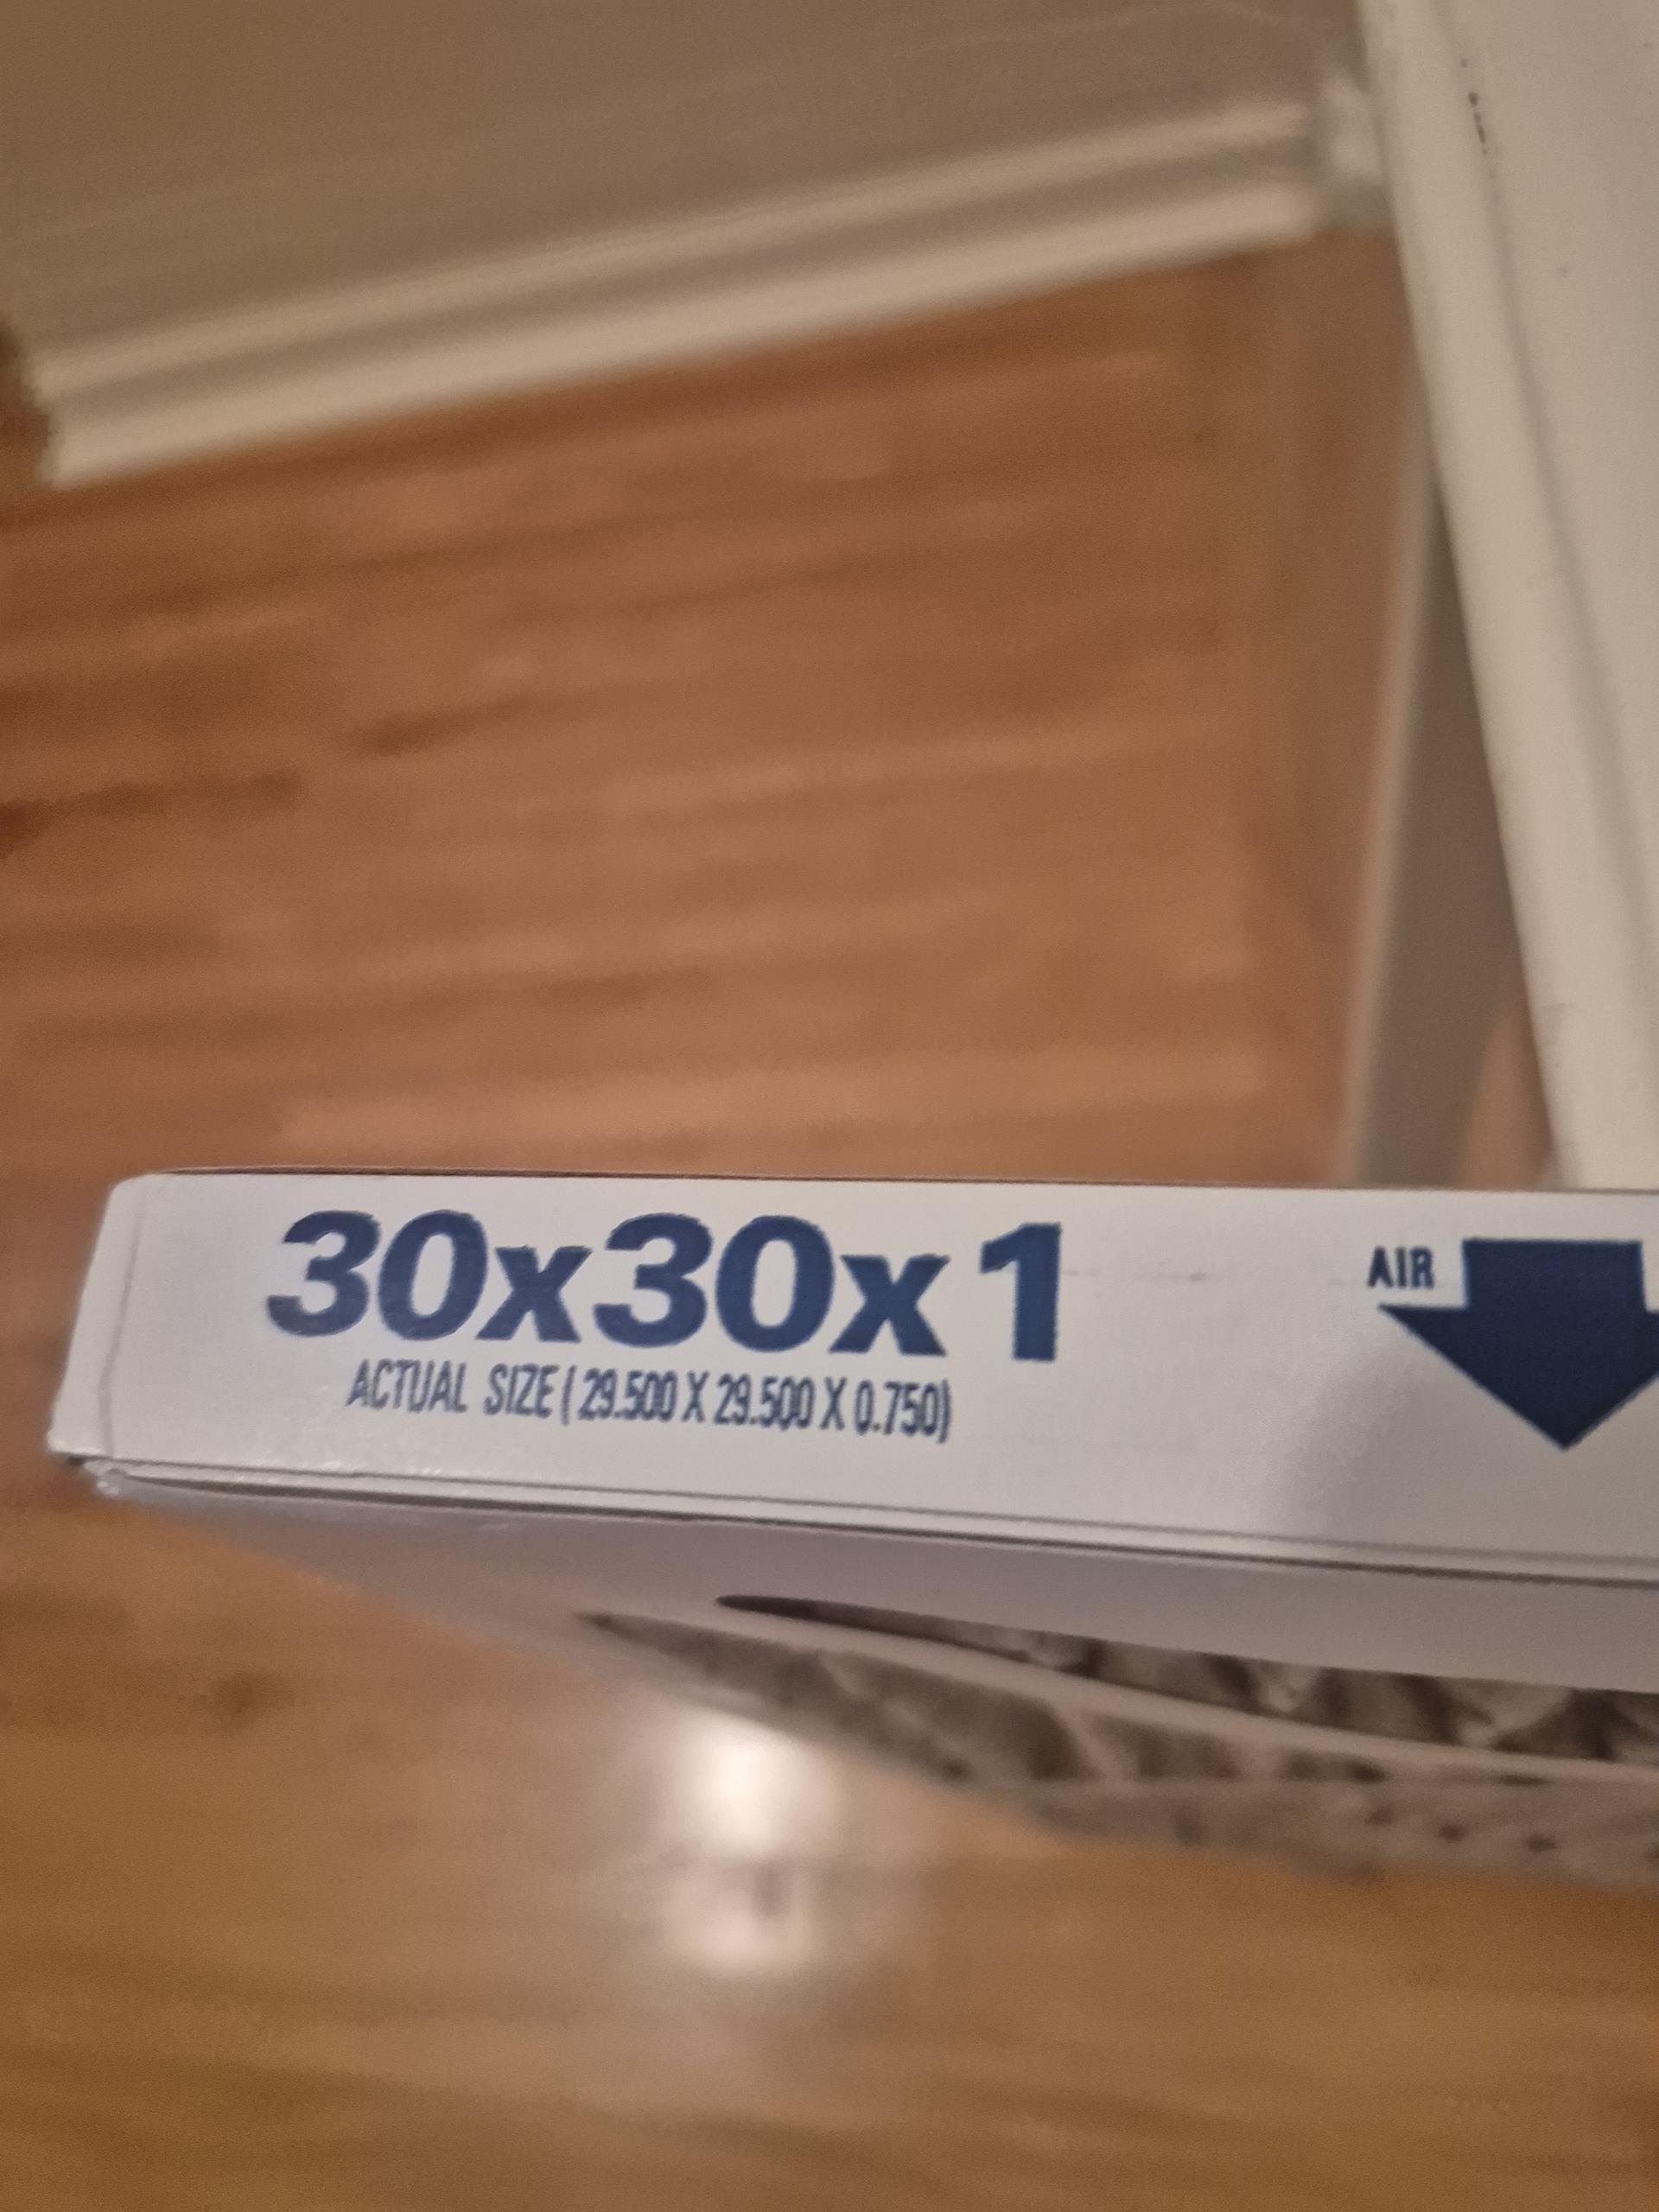 30x30x1
ACTUAL SIZE (29.500 X 29.500 X 0.750)
AIR